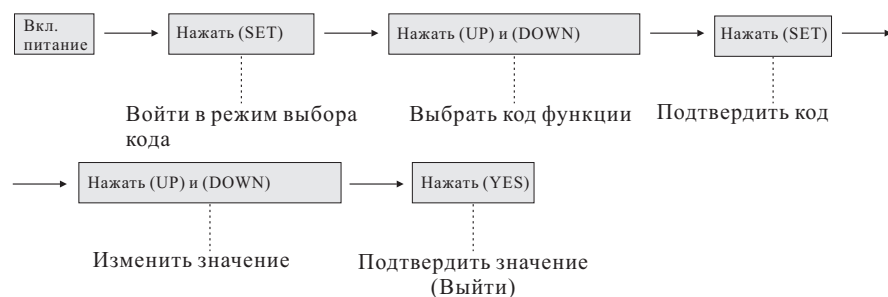 Вкл.
питание
Нажать (SET)
Нажать (UP) и (DOWN)
Нажать (SET)
Войти в режим выбора
кода
Выбрать код функции
Подтвердить код
Нажать (UP) и (DOWN)
Нажать (YES)
Изменить значение
Подтвердить значение
(Выйти)